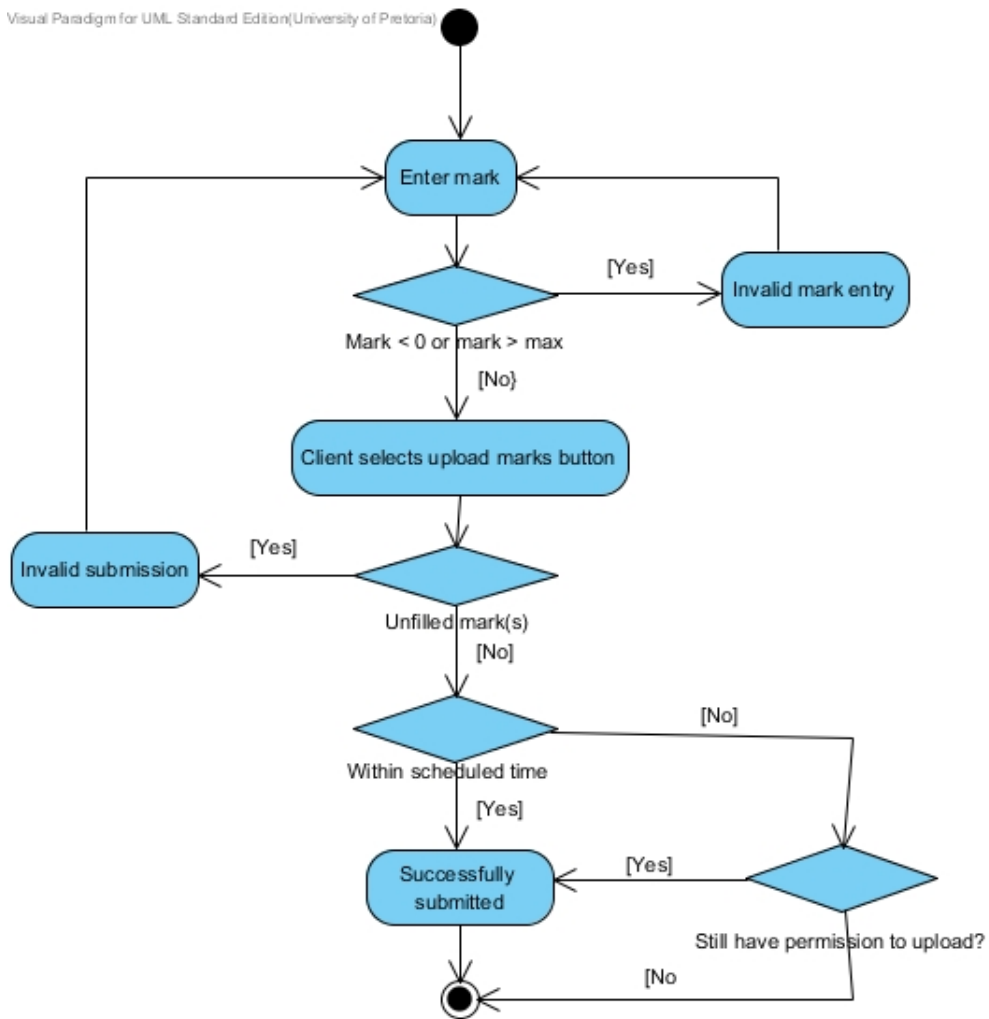 Visual Paradigm for UML Standard Edition(University of Pretoria)
Enter mark
[Yes]
Invalid mark entry
Mark < 0 or mark > max
[No}
Client selects upload marks button
[Yes]
Invalid submission
Unfilled mark(s)
[No]
[No]
Within scheduled time
[Yes]
Successfully
submitted
[Yes]
Still have permission to upload?
[No